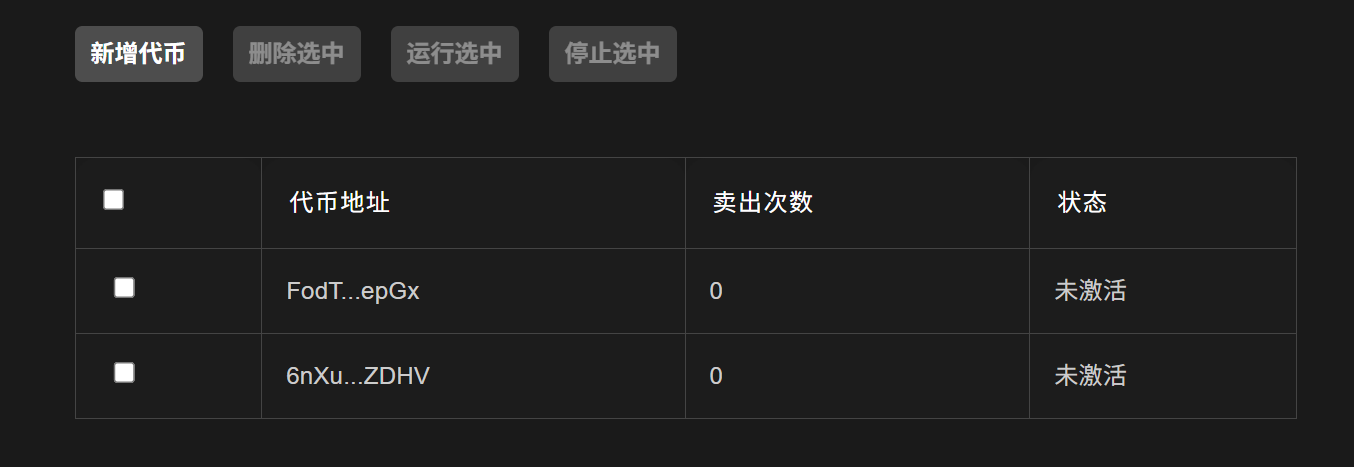 新增代币 删除选中 运行选中 停止选中
代币地址 卖出次数 状态
FodT...epGx 0 未激活
6nXu...ZDHV 0 未激活